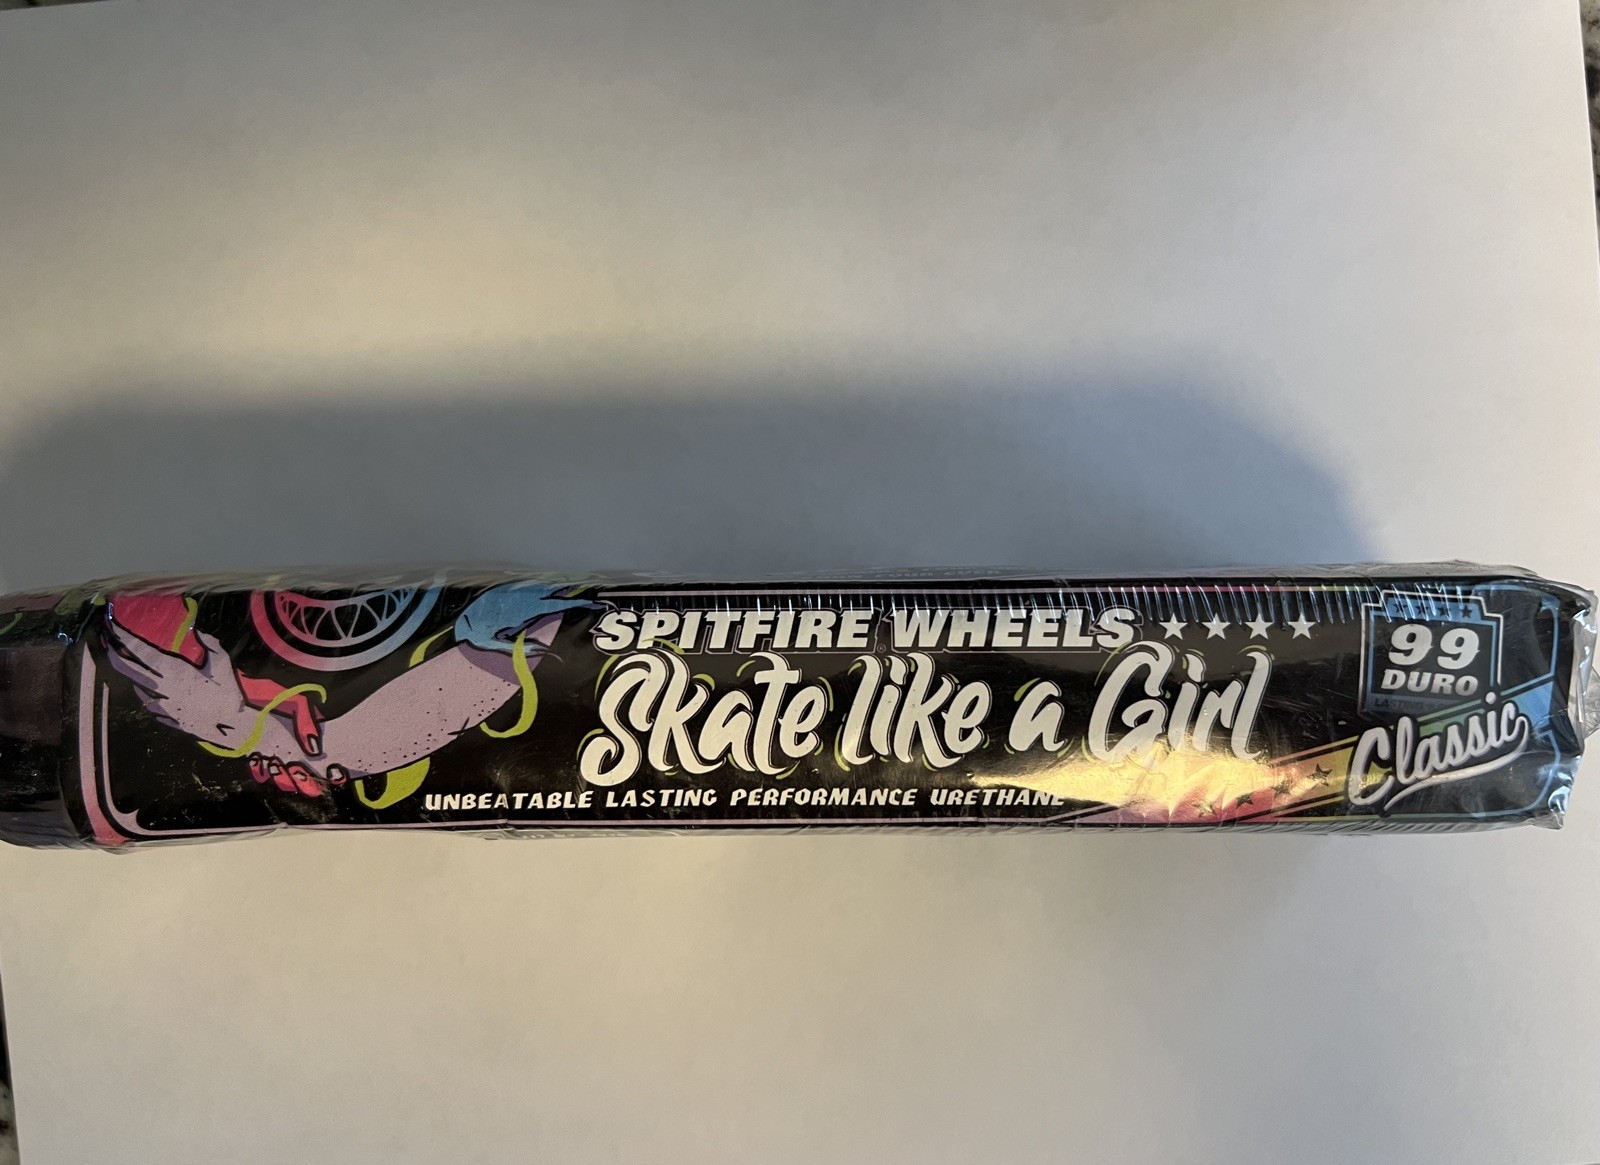 SPITFIRE WHEELS
Skate like a Girl
UNBEATABLE LASTING PERFORMANCE URETHANE
99
DURO
Classic